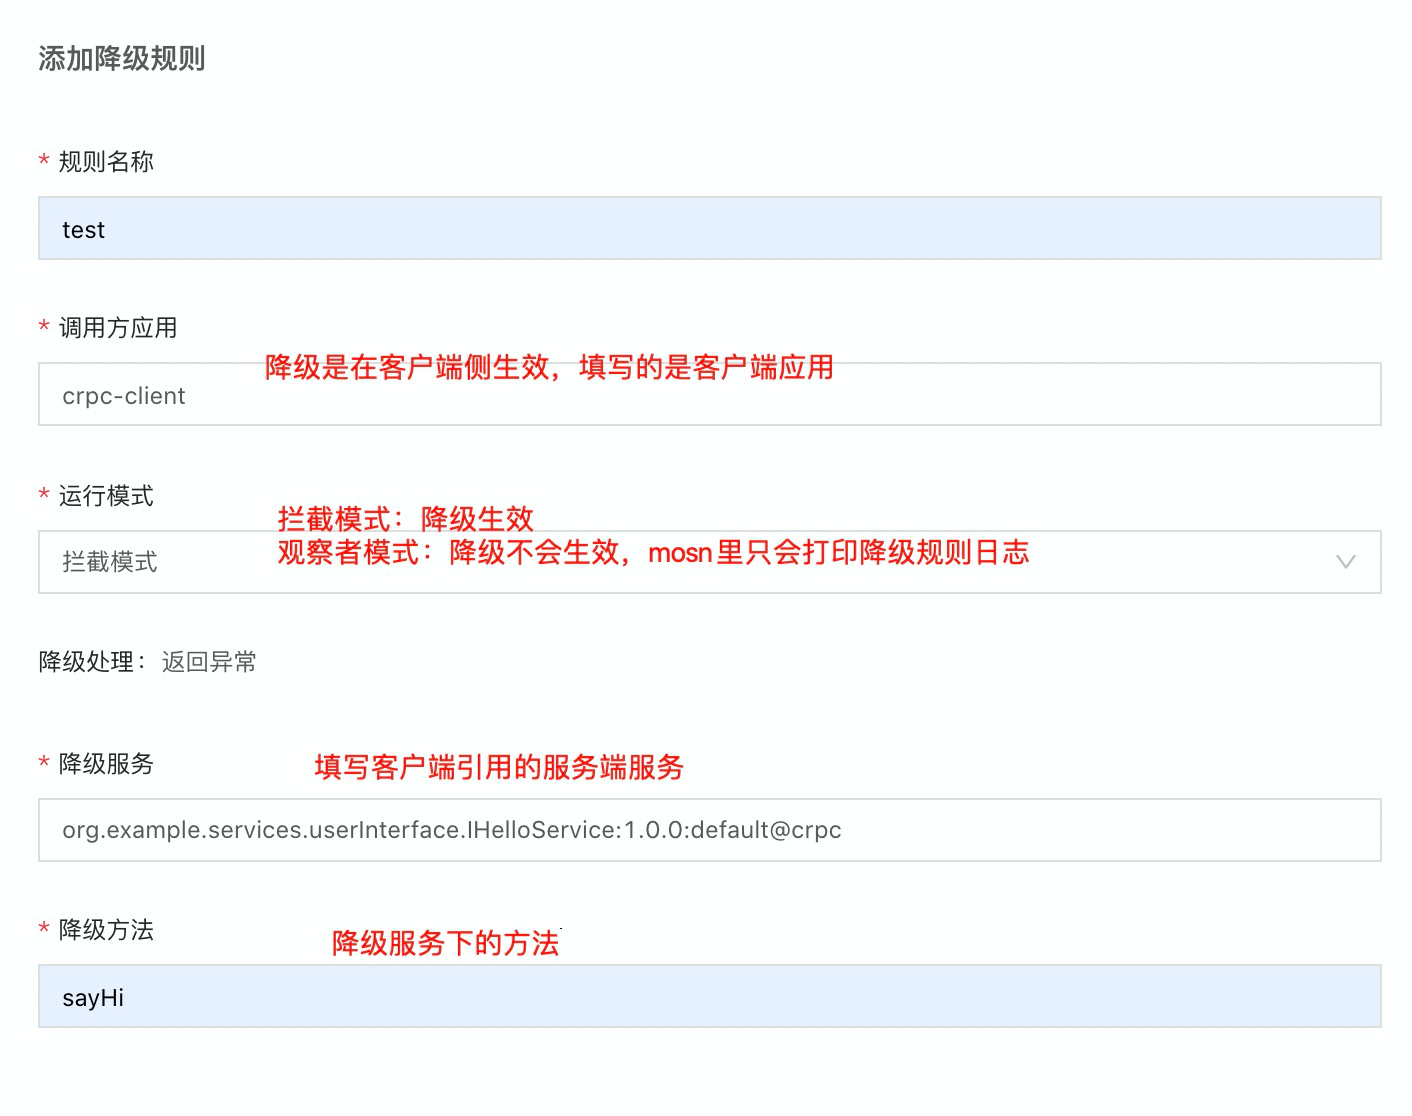 添加降级规则
* 规则名称
test
* 调用方应用
降级是在客户端侧生效，填写的是客户端应用
crpc-client
* 运行模式
拦截模式：降级生效
观察者模式：降级不会生效，mosn里只会打印降级规则日志
拦截模式
降级处理： 返回异常
* 降级服务
填写客户端引用的服务端服务
org.example.services.userInterface.IHelloService:1.0.0:default@crpc
* 降级方法
降级服务下的方法
sayHi